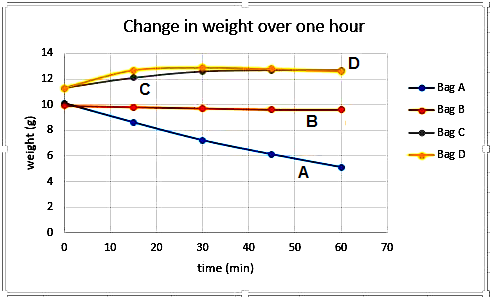 Change in weight over one hour
14
12
10
8
6
4
2
0
weight (g)
0 10 20 30 40 50 60 70
time (min)
A
B
C
D
Bag A
Bag B
Bag C
Bag D